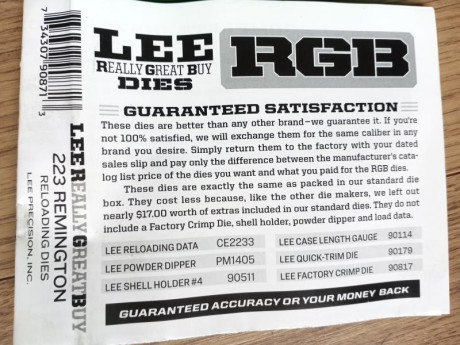 LEE
REALLY GREAT BUY
DIES
RGB
GUARANTEED SATISFACTION
These dies are better than any other brand—we guarantee it. If you're
not 100% satisfied, we will exchange them for the same caliber in any
brand you desire. Simply return them to the factory with your dated
sales slip and pay only the difference between the manufacturer's cata-
log list price of the dies you want and what you paid for the RGB dies.
These dies are exactly the same as packed in our standard die
box. They cost less because, like the other die makers, we left out
nearly $17.00 worth of extras included in our standard dies. They do not
include a Factory Crimp Die, shell holder, powder dipper and load data.
LEE RELOADING DATA CE2233
LEE POWDER DIPPER PM1405
LEE SHELL HOLDER #4 90511
LEE CASE LENGTH GAUGE 90114
LEE QUICK-TRIM DIE 90179
LEE FACTORY CRIMP DIE 90817
GUARANTEED ACCURACY OR YOUR MONEY BACK
7 34307 90871 3
LEE REALLY GREAT BUY
223 REMINGTON
RELOADING DIES
LEE PRECISION, INC.